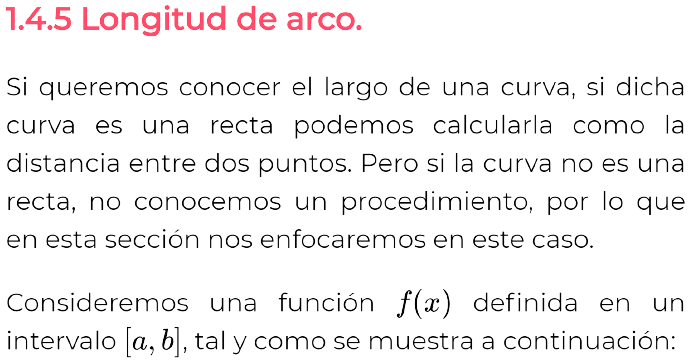 1.4.5 Longitud de arco.
Si queremos conocer el largo de una curva, si dicha
curva es una recta podemos calcularla como la
distancia entre dos puntos. Pero si la curva no es una
recta, no conocemos un procedimiento, por lo que
en esta sección nos enfocaremos en este caso.
Consideremos una función f(x) definida en un
intervalo [a, b], tal y como se muestra a continuación: